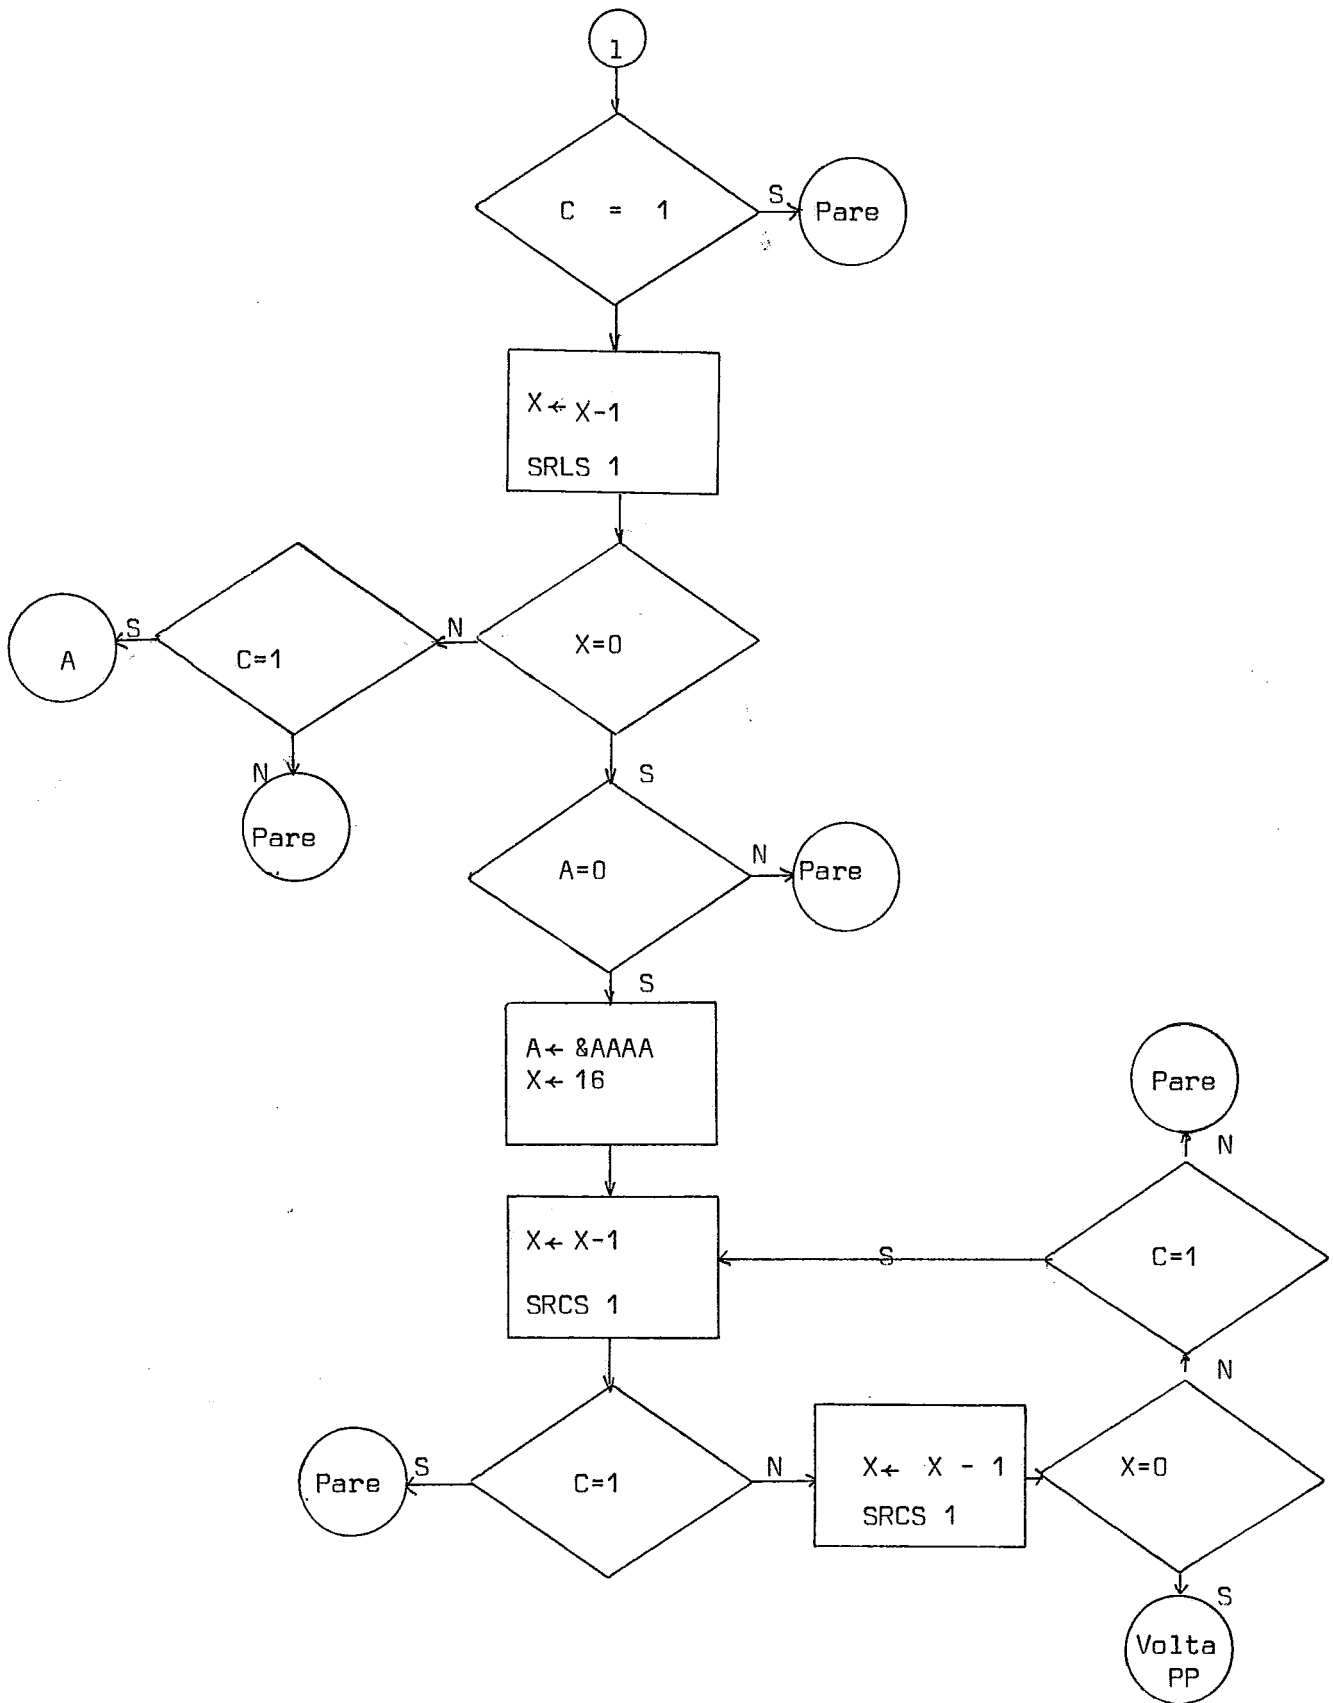 1
C = 1
S
Pare
X← X-1
SRLS 1
X=0
N
C=1
S
A
N
Pare
S
A=0
N
Pare
S
A← &AAAA
X← 16
X← X-1
SRCS 1
C=1
S
Pare
N
X← X - 1
SRCS 1
X=0
N
C=1
S
N
Pare
S
Volta
PP